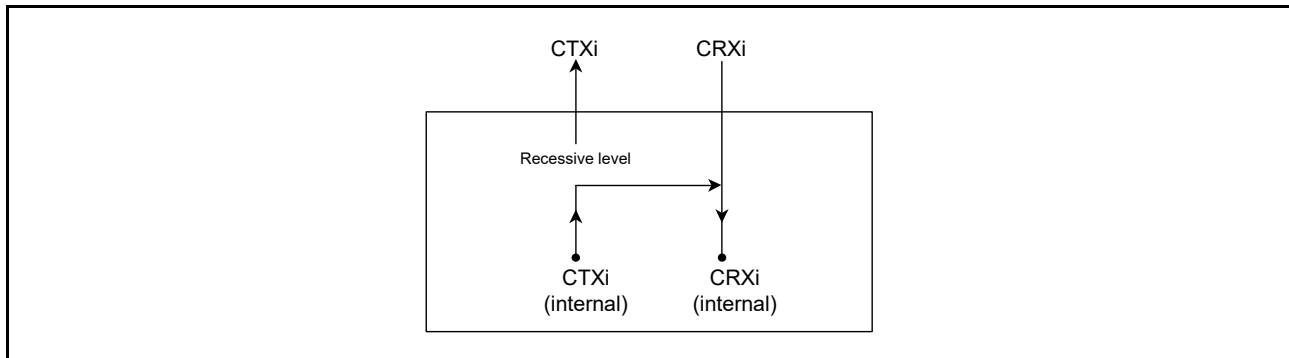 CTXi CRXi
Recessive level
CTXi CRXi
(internal) (internal)